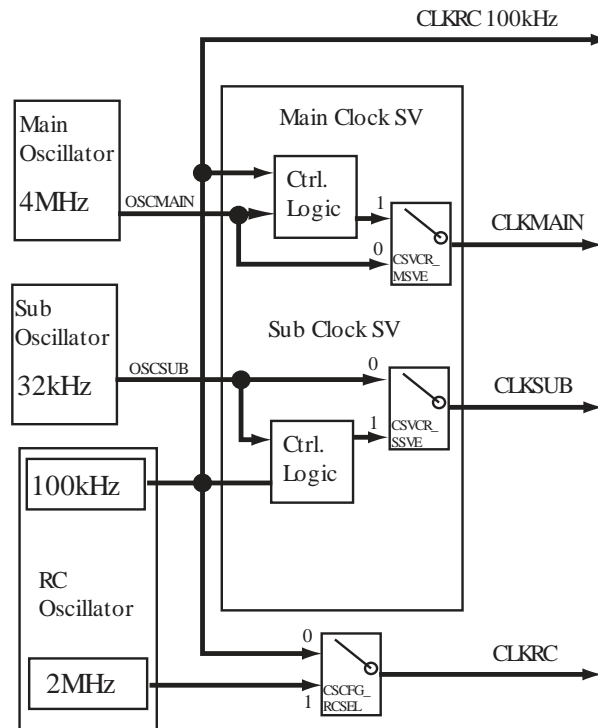 CLKRC 100kHz
Main Clock SV
Main
Oscillator
4MHz
OSCMAIN
Ctrl.
Logic
1
0
CSVCR_
MSVE
CLKMAIN
Sub
Oscillator
32kHz
OSCSUB
Sub Clock SV
0
1
CSVCR_
SSVE
CLKSUB
Ctrl.
Logic
100kHz
RC
Oscillator
2MHz
0
1
CSCFG_
RCSEL
CLKRC